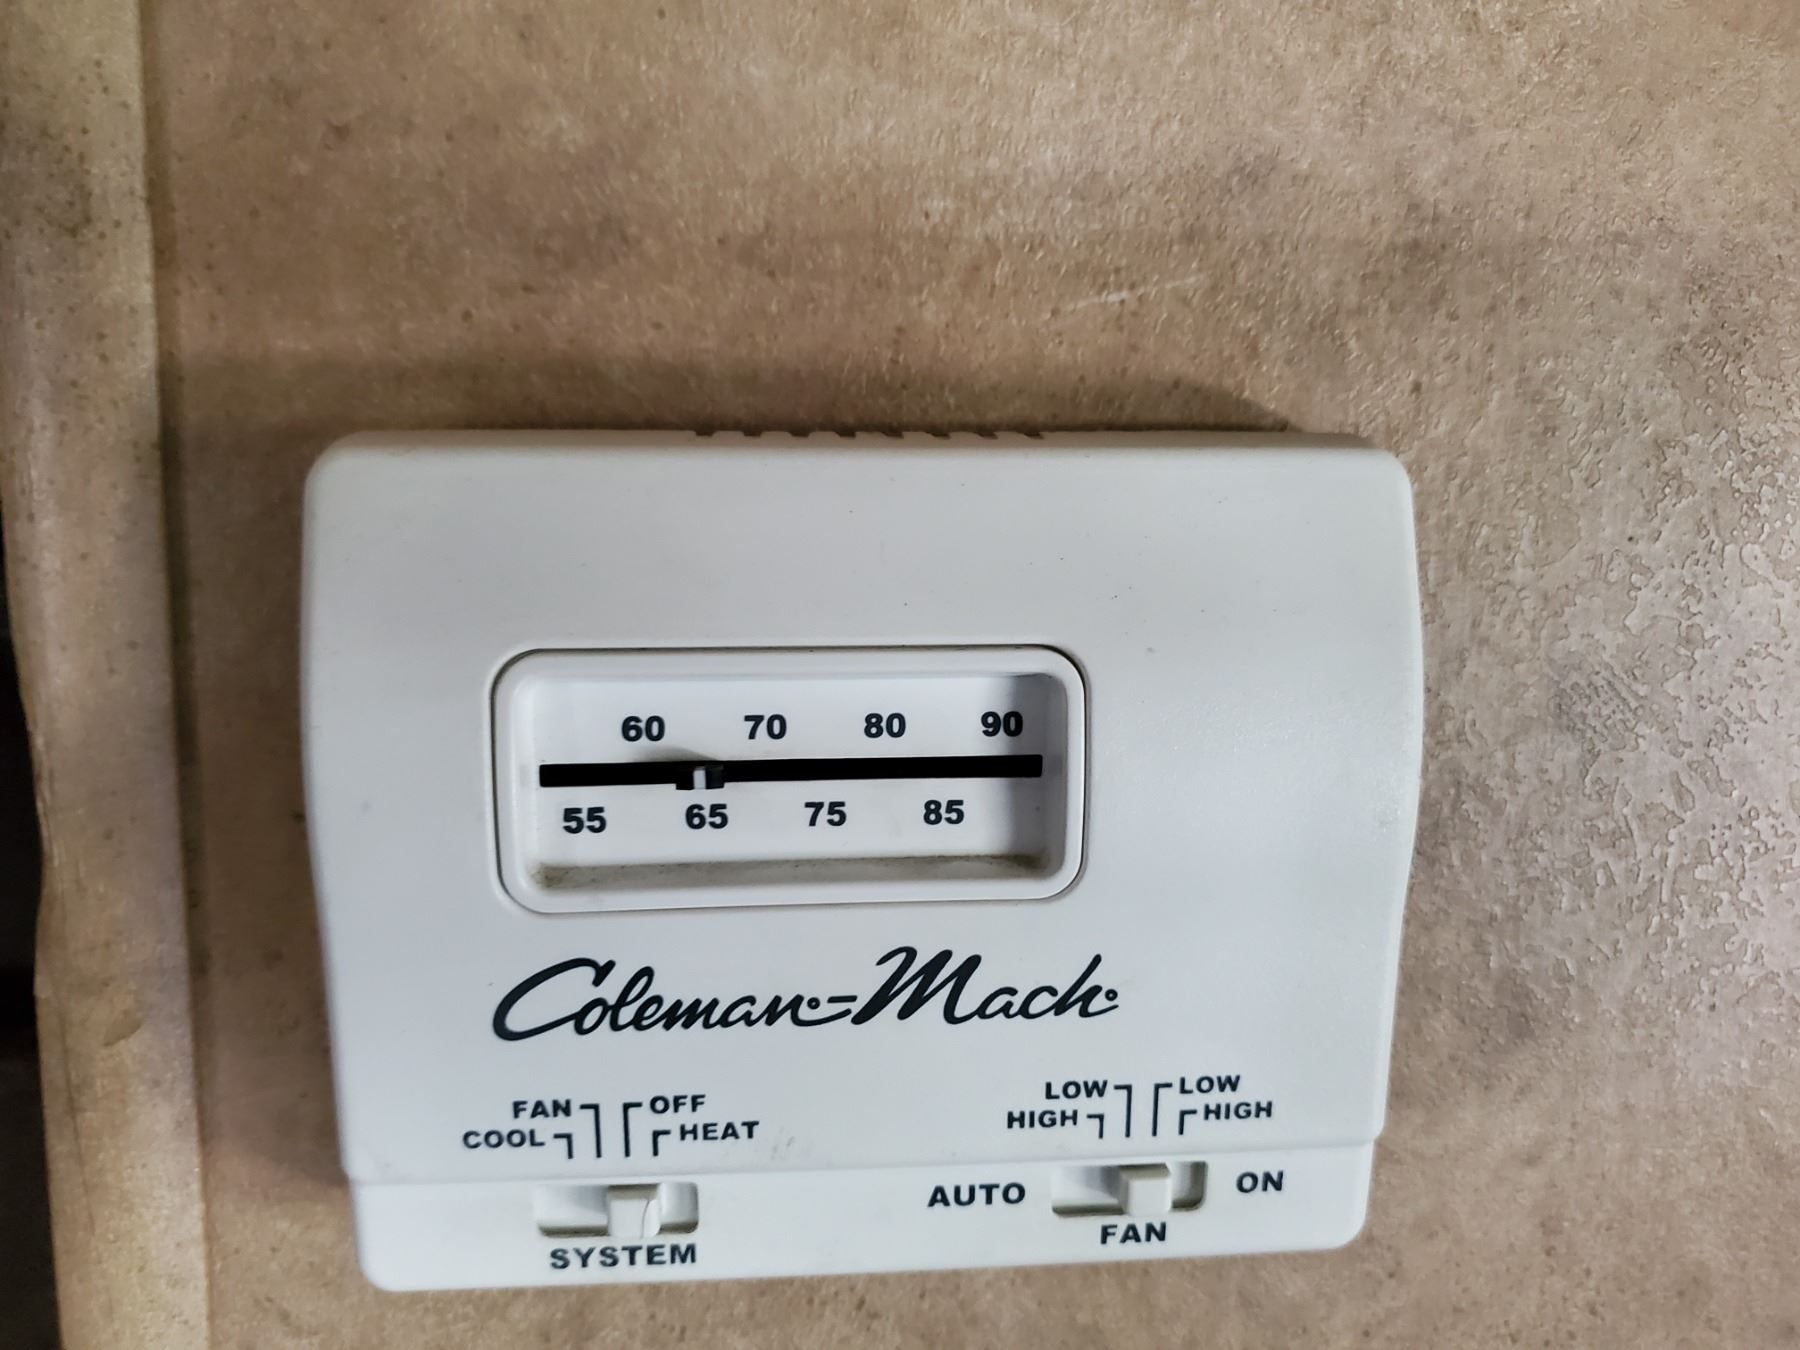 60 70 80 90
55 65 75 85
Coleman-Mach
FAN OFF
COOL HEAT
LOW LOW
HIGH HIGH
AUTO ON
FAN
SYSTEM